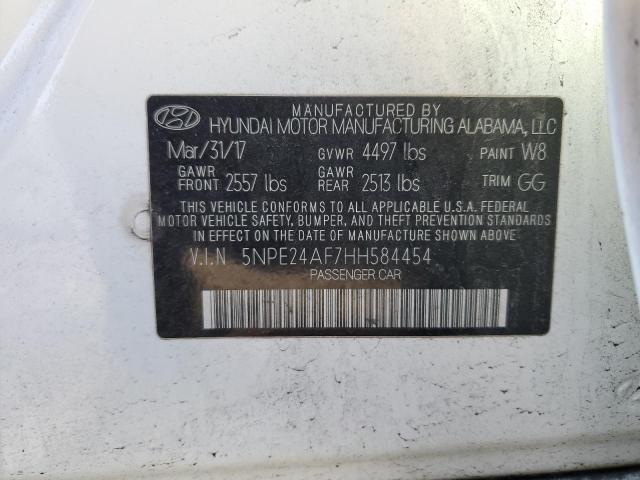 MANUFACTURED BY
HYUNDAI MOTOR MANUFACTURING ALABAMA, LLC
Mar/31/17 GVWR 4497 lbs PAINT W8
GAWR FRONT 2557 lbs GAWR REAR 2513 lbs TRIM GG
THIS VEHICLE CONFORMS TO ALL APPLICABLE U.S.A. FEDERAL
MOTOR VEHICLE SAFETY, BUMPER, AND THEFT PREVENTION STANDARDS
IN EFFECT ON THE DATE OF MANUFACTURE SHOWN ABOVE.
V.I.N 5NPE24AF7HH584454
PASSENGER CAR